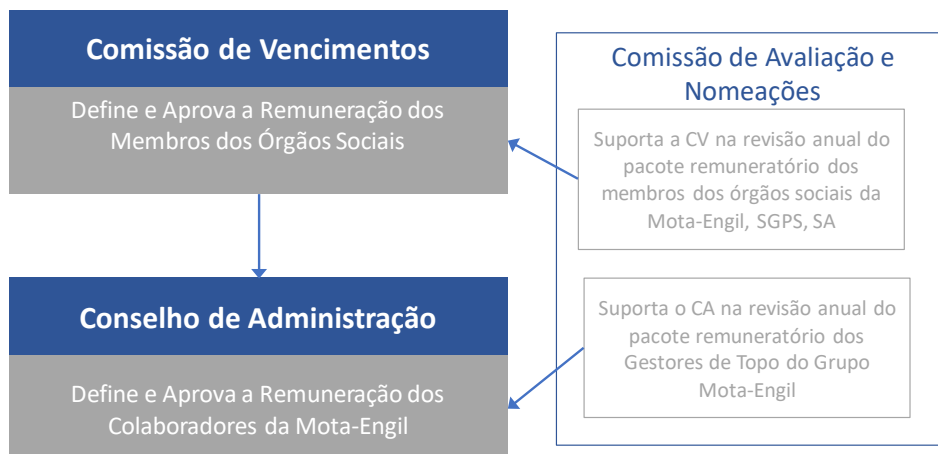 Comissão de Vencimentos
Define e Aprova a Remuneração dos
Membros dos Órgãos Sociais
Conselho de Administração
Define e Aprova a Remuneração dos
Colaboradores da Mota-Engil
Comissão de Avaliação e
Nomeações
Suporta a CV na revisão anual do
pacote remuneratório dos
membros dos órgãos sociais da
Mota-Engil, SGPS, SA
Suporta o CA na revisão anual do
pacote remuneratório dos
Gestores de Topo do Grupo
Mota-Engil